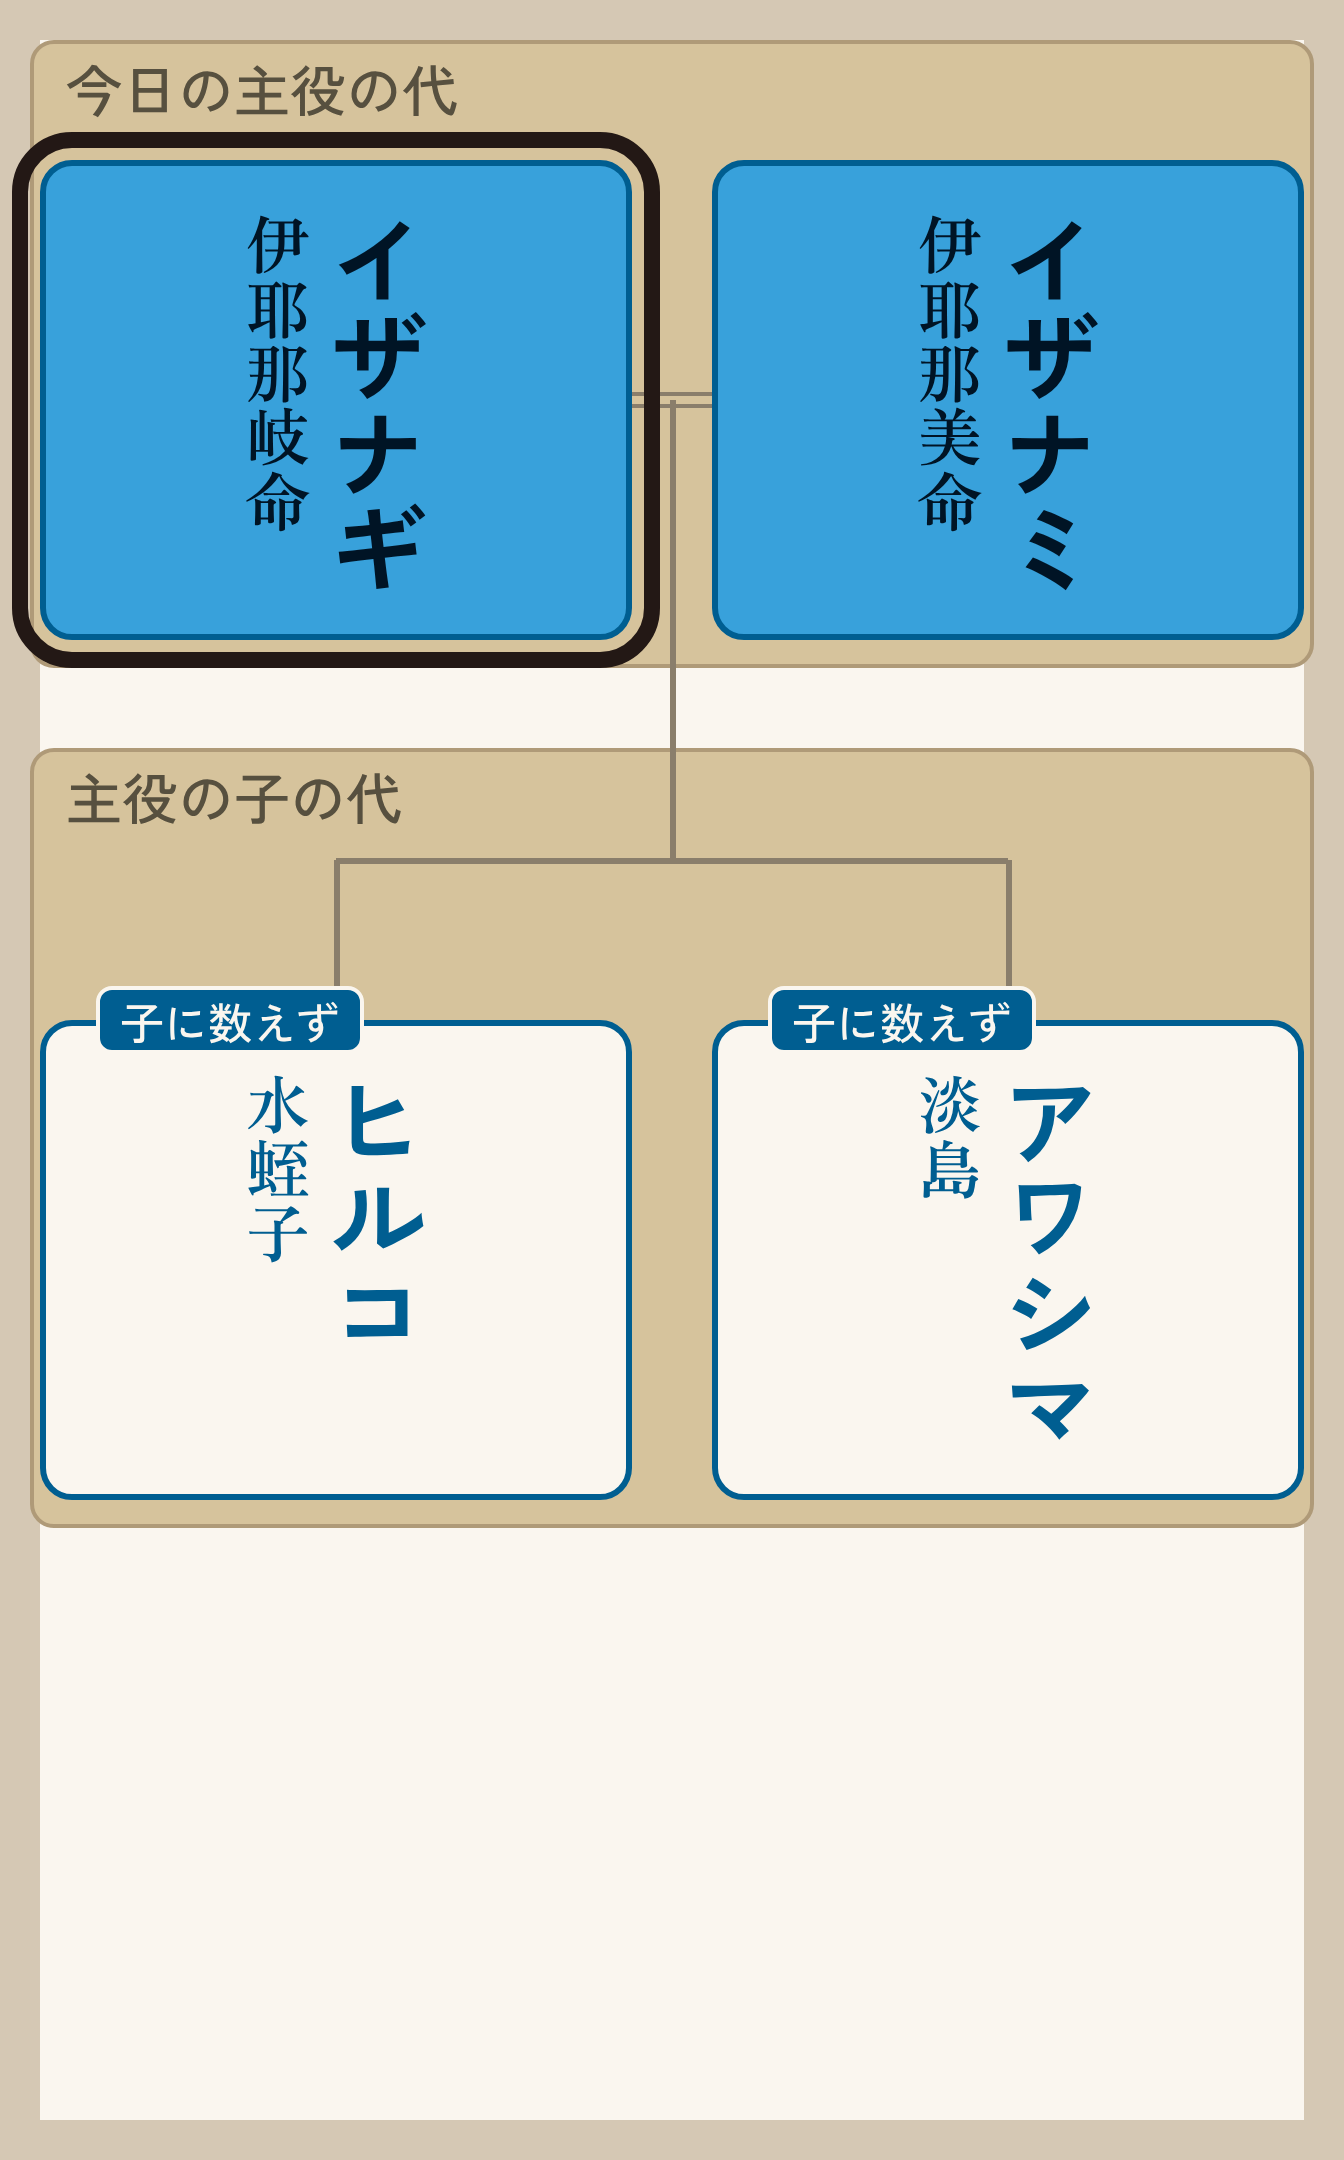 今日の主役の代
イザナギ
伊耶那岐命
イザナミ
伊耶那美命
主役の子の代
子に数えず
ヒルコ
水蛭子
子に数えず
アワシマ
淡島